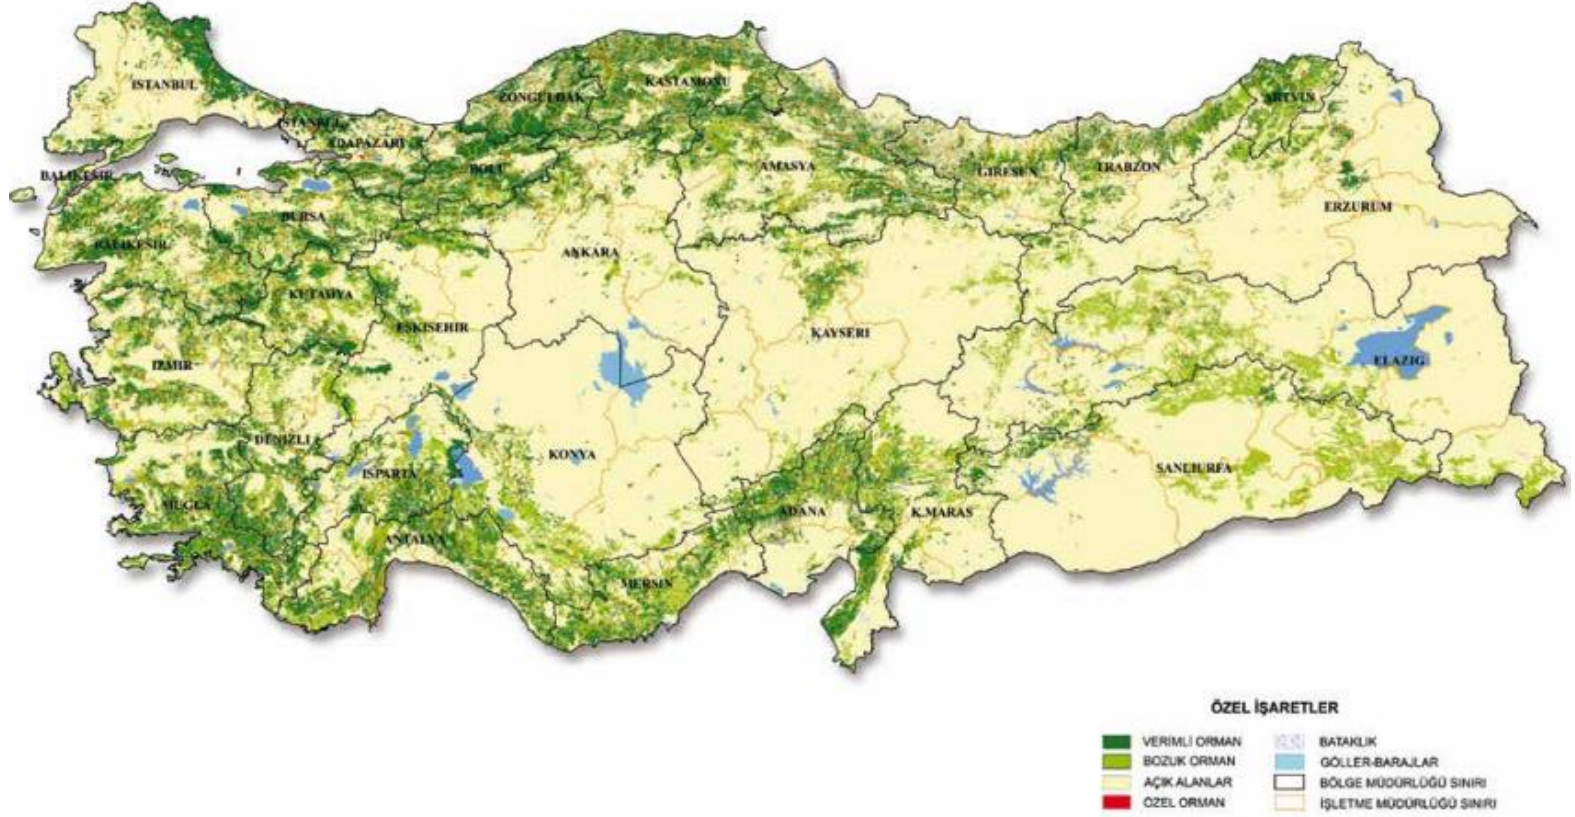 ISTANBUL
ZONGULDAK
KASTAMONU
ARTVIN
BOLU
AMASYA
GIRESUN
TRABZON
BALIKESIR
BURSA
ERZURUM
BALIKESIR
ANKARA
KUTAHYA
ESKISEHIR
KAYSERI
IZMIR
ELAZIG
DENIZLI
KONYA
ISPARTA
SANLIURFA
MUGLA
ADANA
K.MARAS
ANTALYA
MERSIN
ÖZEL İŞARETLER
VERİMLİ ORMAN
BATAKLIK
BOZUK ORMAN
GÖLLER-BARAJLAR
AÇIK ALANLAR
BÖLGE MÜDÜRLÜĞÜ SINIRI
ÖZEL ORMAN
İŞLETME MÜDÜRLÜĞÜ SINIRI